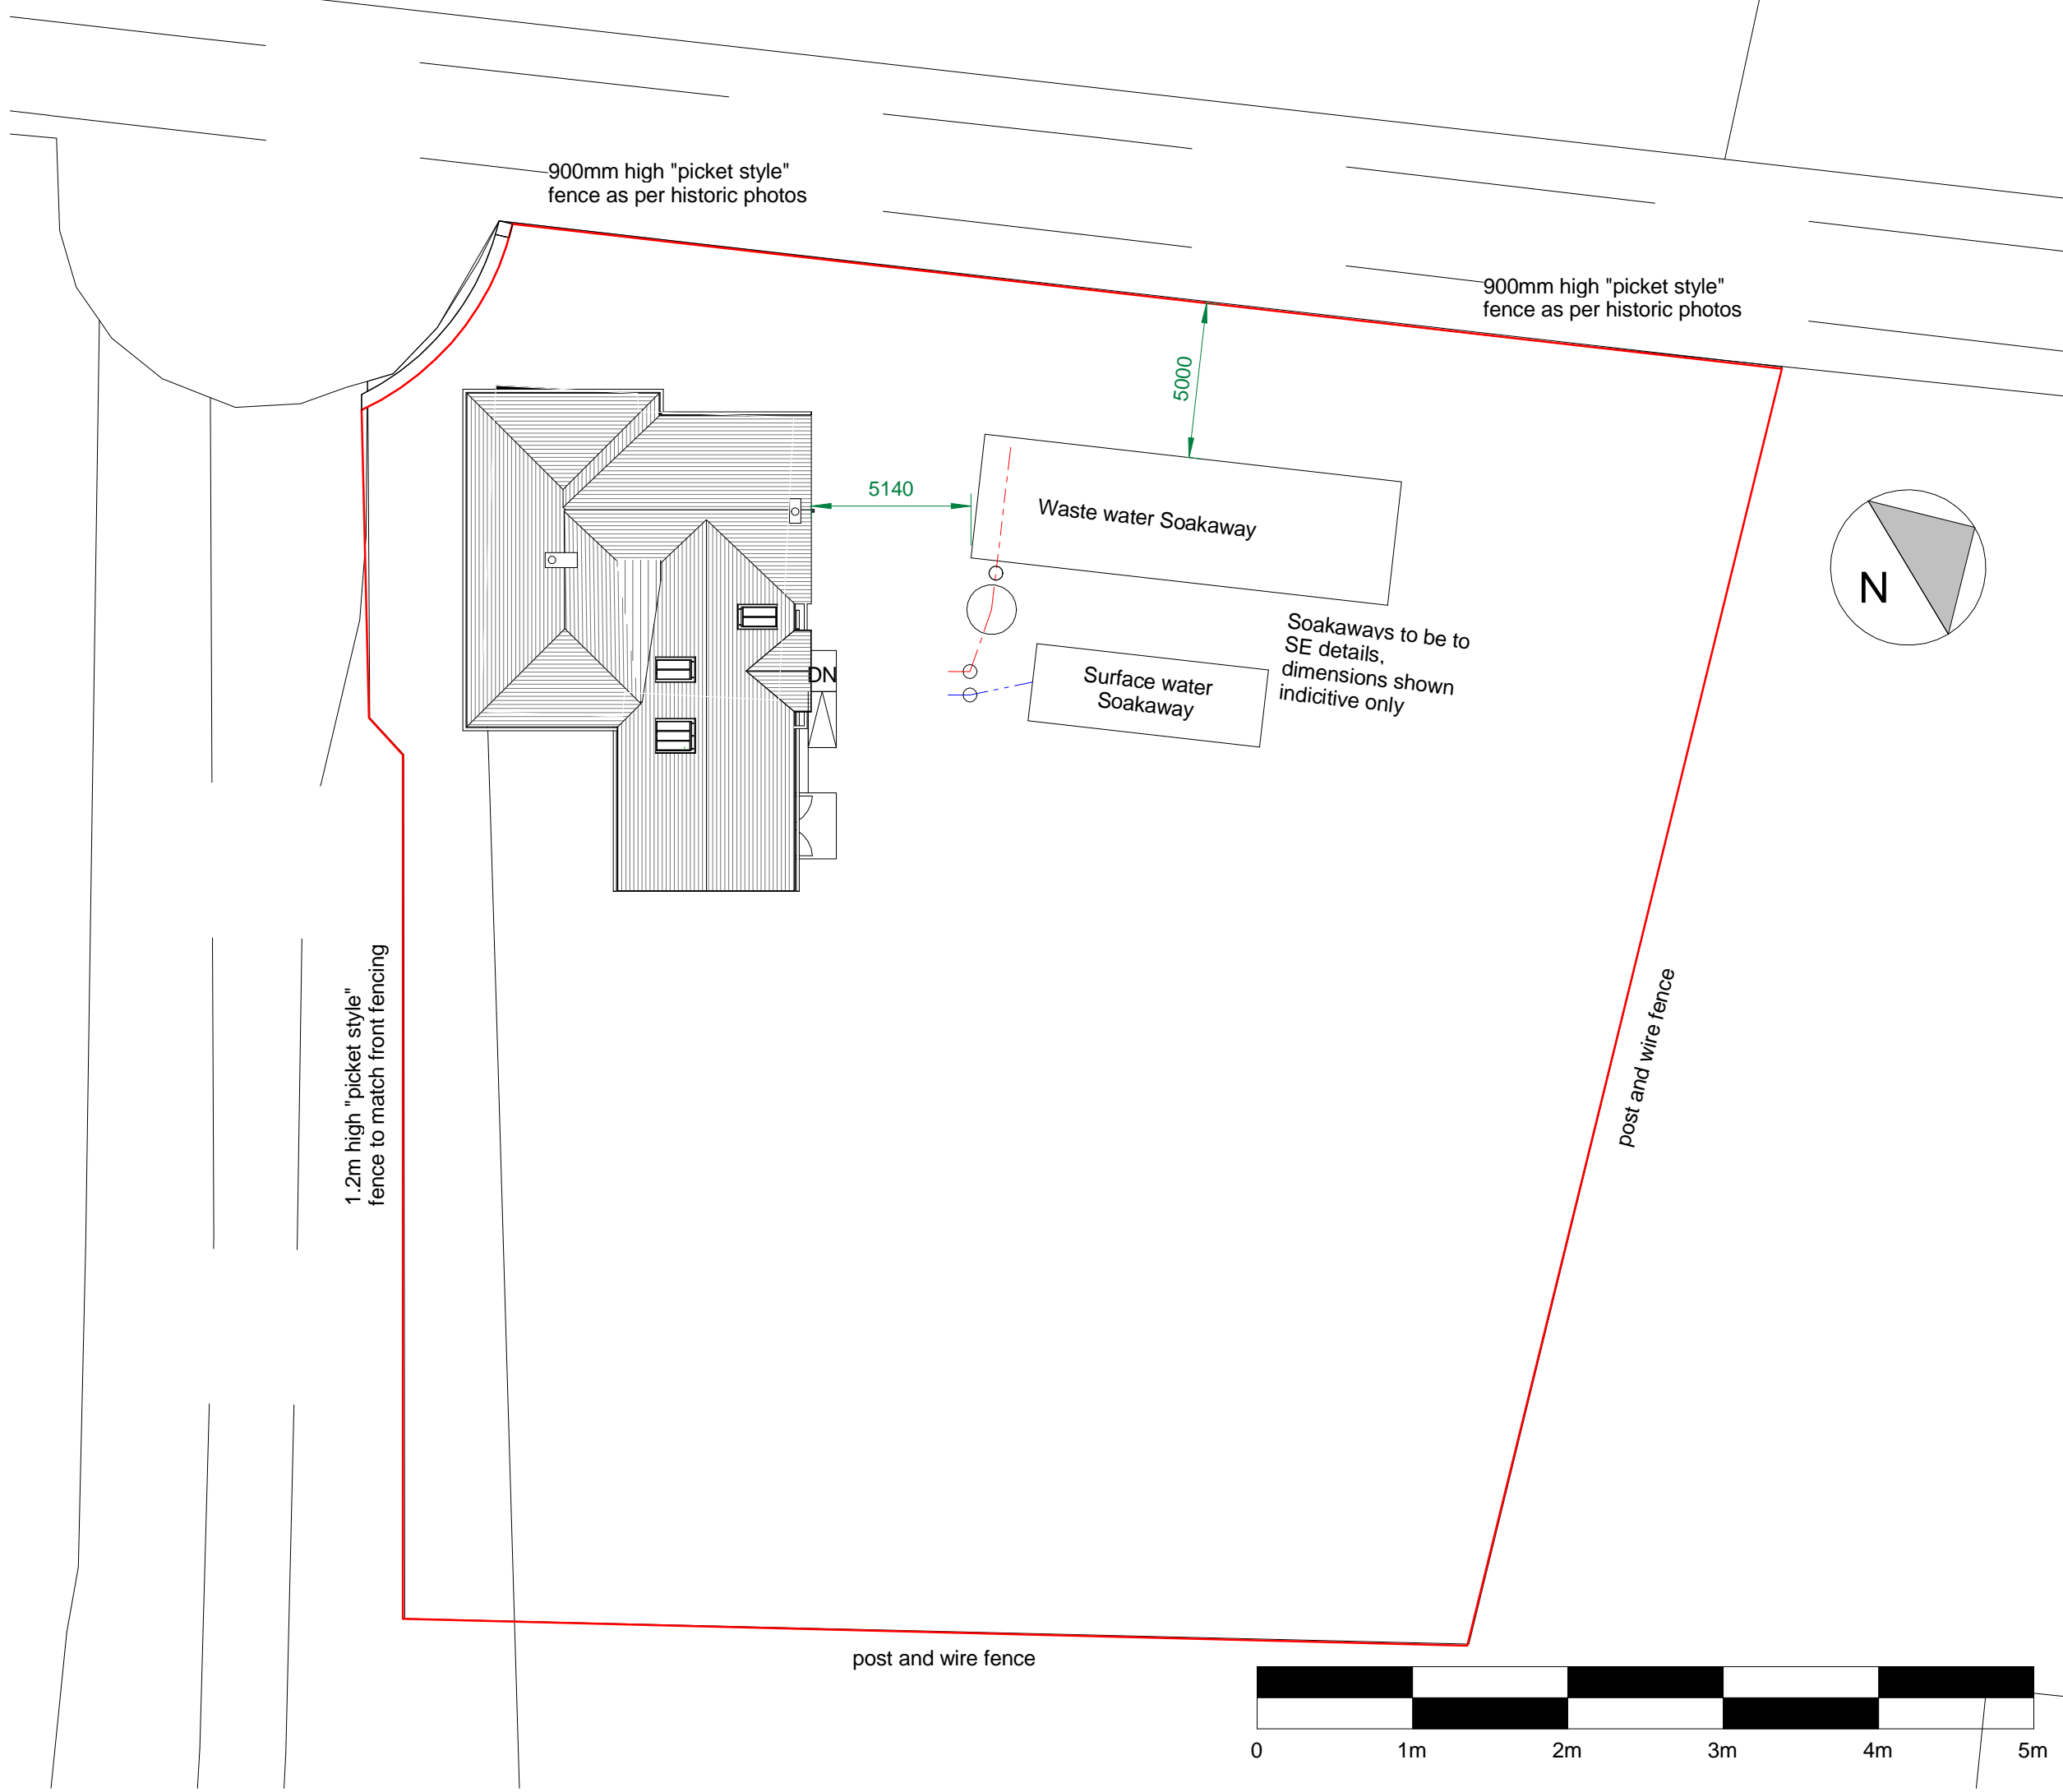 900mm high "picket style"
fence as per historic photos
900mm high "picket style"
fence as per historic photos
5000
5140
Waste water Soakaway
N
Soakaways to be to
SE details,
dimensions shown
indicitive only
Surface water
Soakaway
DN
1.2m high "picket style"
fence to match front fencing
post and wire fence
post and wire fence
0 1m 2m 3m 4m 5m